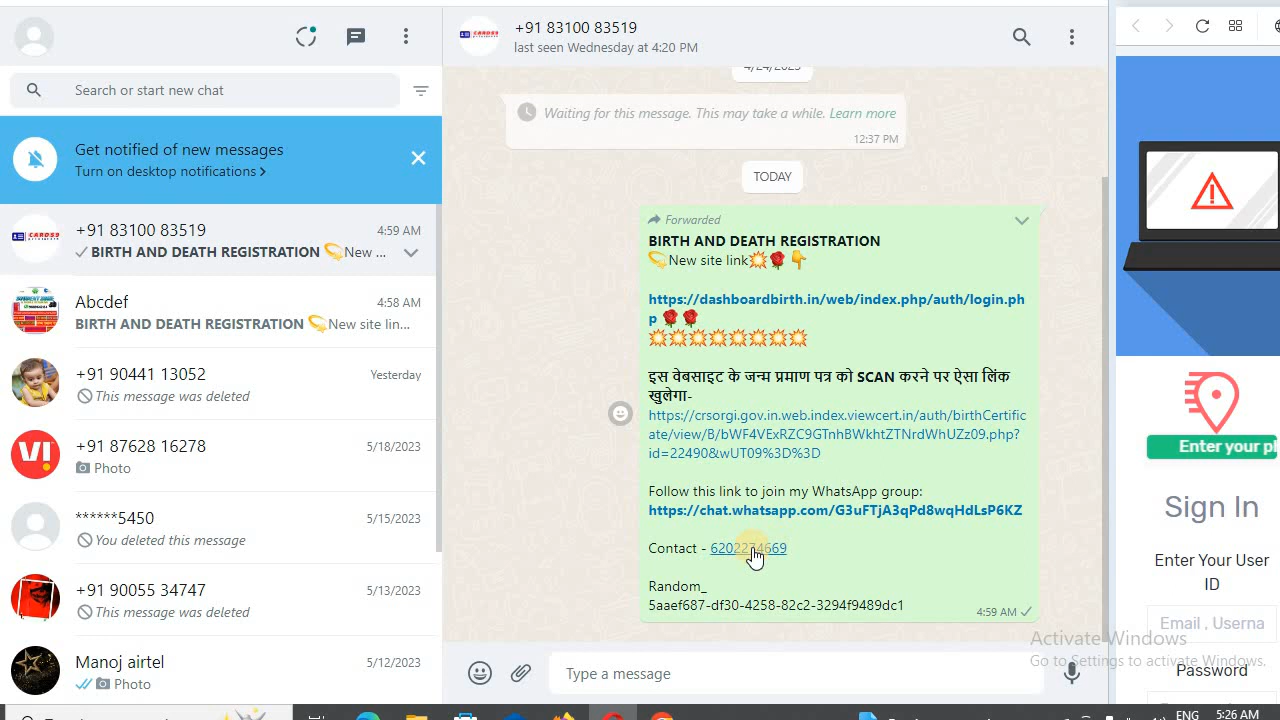 +91 83100 83519
last seen Wednesday at 4:20 PM
Search or start new chat
Get notified of new messages
Turn on desktop notifications >
+91 83100 83519
4:59 AM
BIRTH AND DEATH REGISTRATION 💫New ...
Abcdef
4:58 AM
BIRTH AND DEATH REGISTRATION 💫New site lin...
+91 90441 13052
Yesterday
This message was deleted
+91 87628 16278
5/18/2023
Photo
******5450
5/15/2023
You deleted this message
+91 90055 34747
5/13/2023
This message was deleted
Manoj airtel
5/12/2023
Photo
4/24/2023
Waiting for this message. This may take a while. Learn more
12:37 PM
TODAY
Forwarded
BIRTH AND DEATH REGISTRATION
💫New site link💥🌹👇
https://dashboardbirth.in/web/index.php/auth/login.ph
p 🌹🌹
💥💥💥💥💥💥💥💥
इस वेबसाइट के जन्म प्रमाण पत्र को SCAN करने पर ऐसा लिंक
खुलेगा-
https://crsorgi.gov.in.web.index.viewcert.in/auth/birthCertific
ate/view/B/bWF4VExRZC9GTnhBWkhtZTNrdWhUZz09.php?
id=22490&wUT09%3D%3D
Follow this link to join my WhatsApp group:
https://chat.whatsapp.com/G3uFTjA3qPd8wqHdLsP6KZ
Contact - 6202274669
Random_
5aaef687-df30-4258-82c2-3294f9489dc1
4:59 AM
Type a message
Enter your
Sign In
Enter Your User
ID
Email , Userna
Password
Activate Windows
Go to Settings to activate Windows.
ENG
5:26 AM